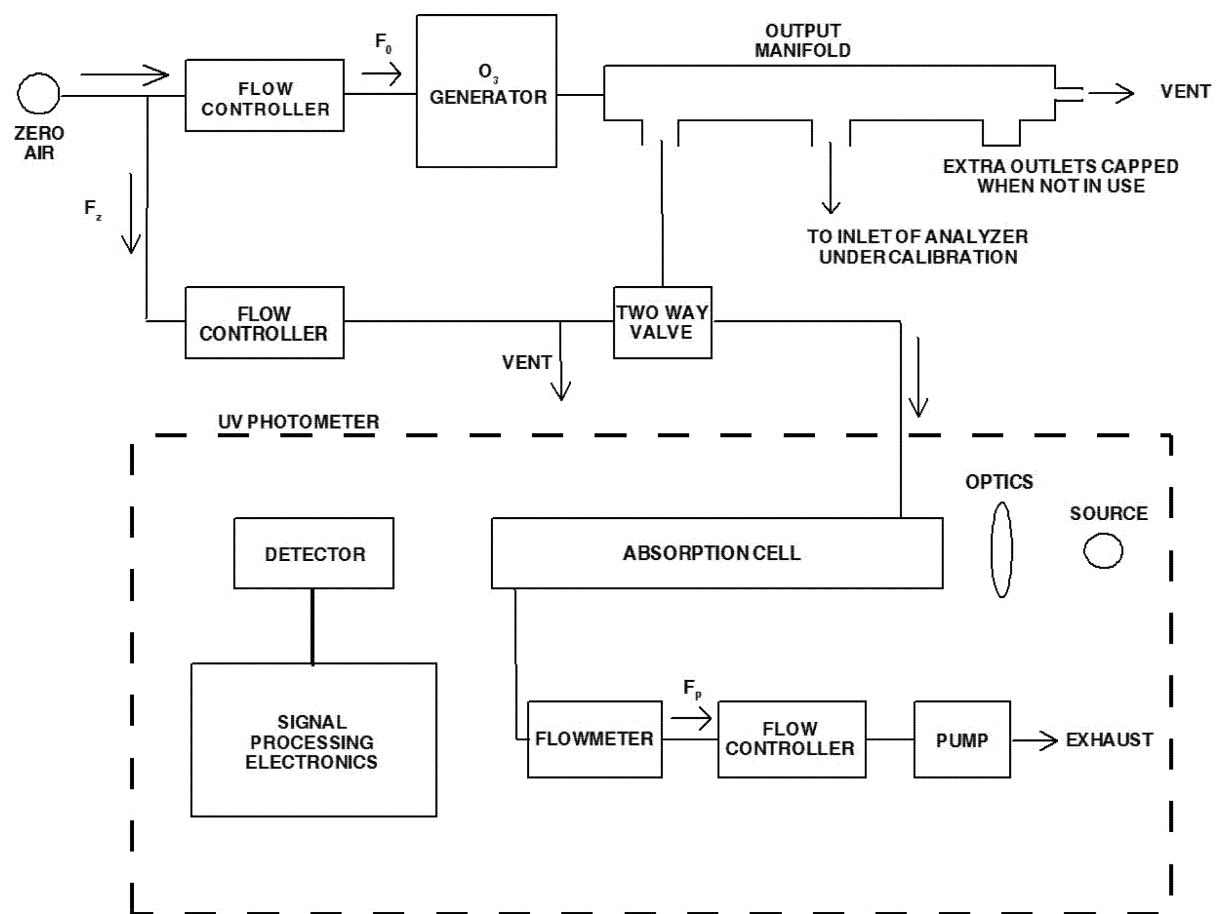 OUTPUT
MANIFOLD
F₀
O₃
GENERATOR
FLOW
CONTROLLER
VENT
ZERO
AIR
EXTRA OUTLETS CAPPED
WHEN NOT IN USE
F_z
TO INLET OF ANALYZER
UNDER CALIBRATION
FLOW
CONTROLLER
TWO WAY
VALVE
VENT
UV PHOTOMETER
OPTICS
SOURCE
DETECTOR
ABSORPTION CELL
F_p
SIGNAL
PROCESSING
ELECTRONICS
FLOWMETER
FLOW
CONTROLLER
PUMP
EXHAUST